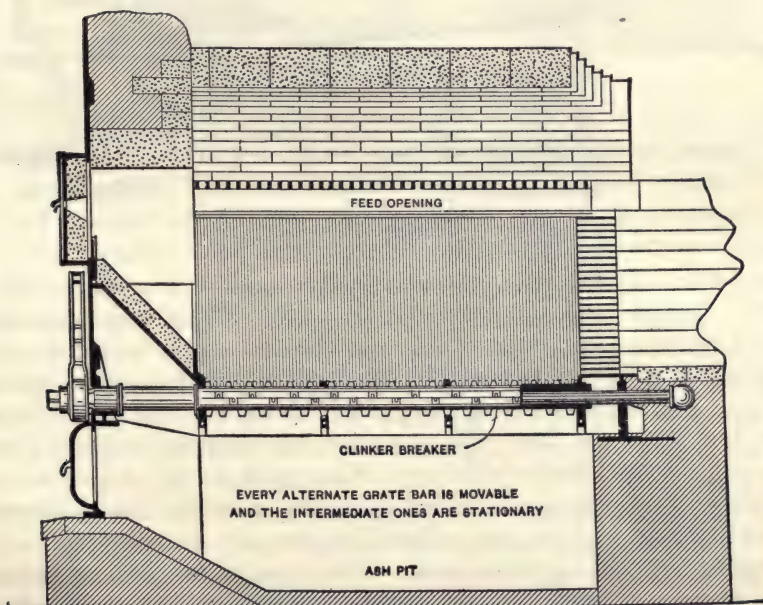 FEED OPENING
CLINKER BREAKER
EVERY ALTERNATE GRATE BAR IS MOVABLE
AND THE INTERMEDIATE ONES ARE STATIONARY
ASH PIT